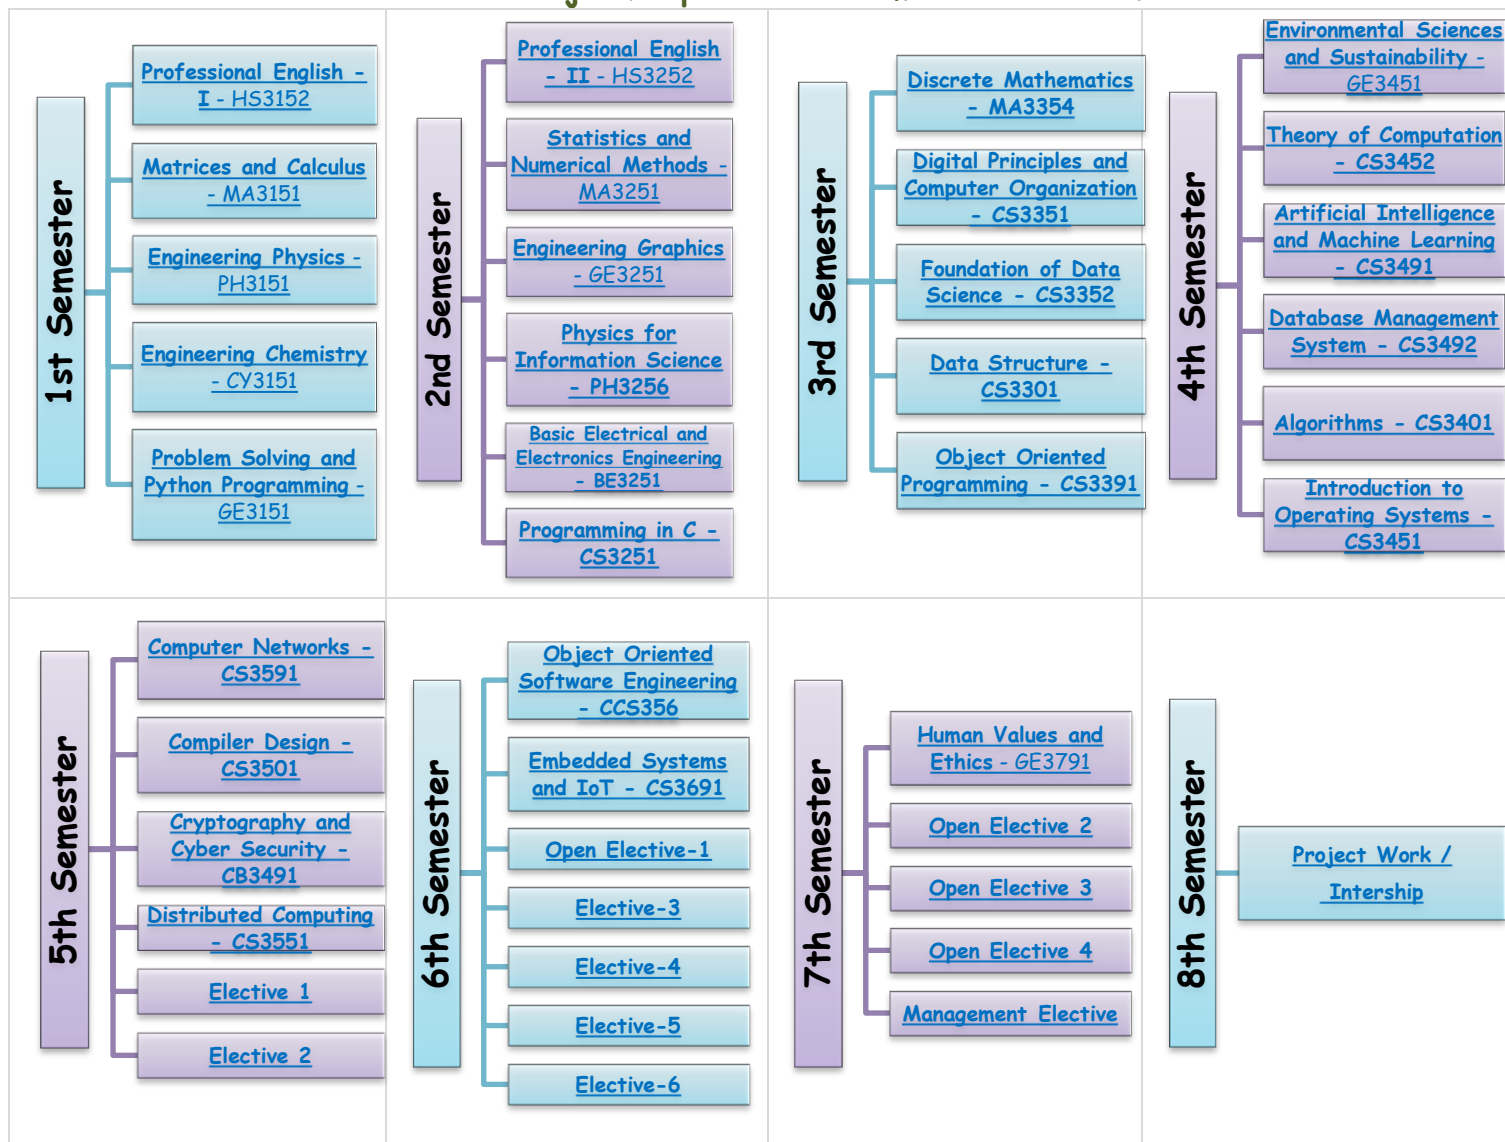 1st Semester
Professional English -
I - HS3152
Matrices and Calculus
- MA3151
Engineering Physics -
PH3151
Engineering Chemistry
- CY3151
Problem Solving and
Python Programming -
GE3151
2nd Semester
Professional English
- II - HS3252
Statistics and
Numerical Methods -
MA3251
Engineering Graphics
- GE3251
Physics for
Information Science
- PH3256
Basic Electrical and
Electronics Engineering
- BE3251
Programming in C -
CS3251
3rd Semester
Discrete Mathematics
- MA3354
Digital Principles and
Computer Organization
- CS3351
Foundation of Data
Science - CS3352
Data Structure -
CS3301
Object Oriented
Programming - CS3391
4th Semester
Environmental Sciences
and Sustainability -
GE3451
Theory of Computation
- CS3452
Artificial Intelligence
and Machine Learning
- CS3491
Database Management
System - CS3492
Algorithms - CS3401
Introduction to
Operating Systems -
CS3451
5th Semester
Computer Networks -
CS3591
Compiler Design -
CS3501
Cryptography and
Cyber Security -
CB3491
Distributed Computing
- CS3551
Elective 1
Elective 2
6th Semester
Object Oriented
Software Engineering
- CCS356
Embedded Systems
and IoT - CS3691
Open Elective-1
Elective-3
Elective-4
Elective-5
Elective-6
7th Semester
Human Values and
Ethics - GE3791
Open Elective 2
Open Elective 3
Open Elective 4
Management Elective
8th Semester
Project Work /
Intership